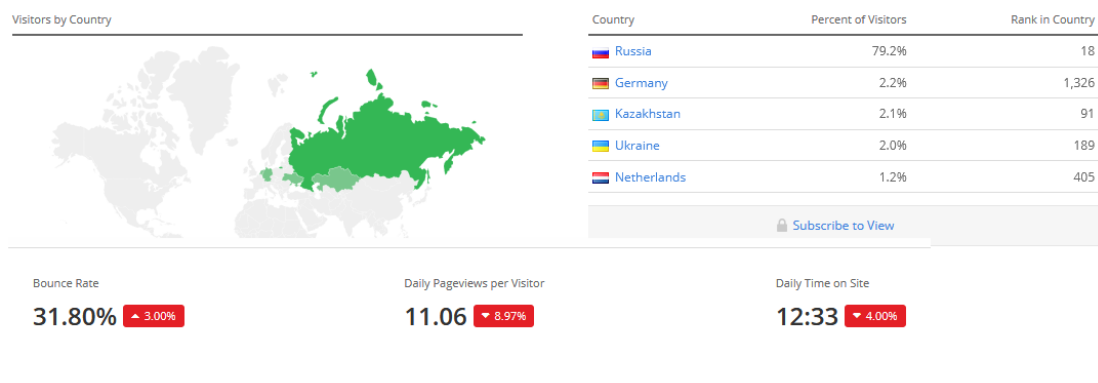 Visitors by Country
Country Percent of Visitors Rank in Country
Russia 79.2% 18
Germany 2.2% 1,326
Kazakhstan 2.1% 91
Ukraine 2.0% 189
Netherlands 1.2% 405
Subscribe to View
Bounce Rate Daily Pageviews per Visitor Daily Time on Site
31.80% 3.00% 11.06 8.97% 12:33 4.00%